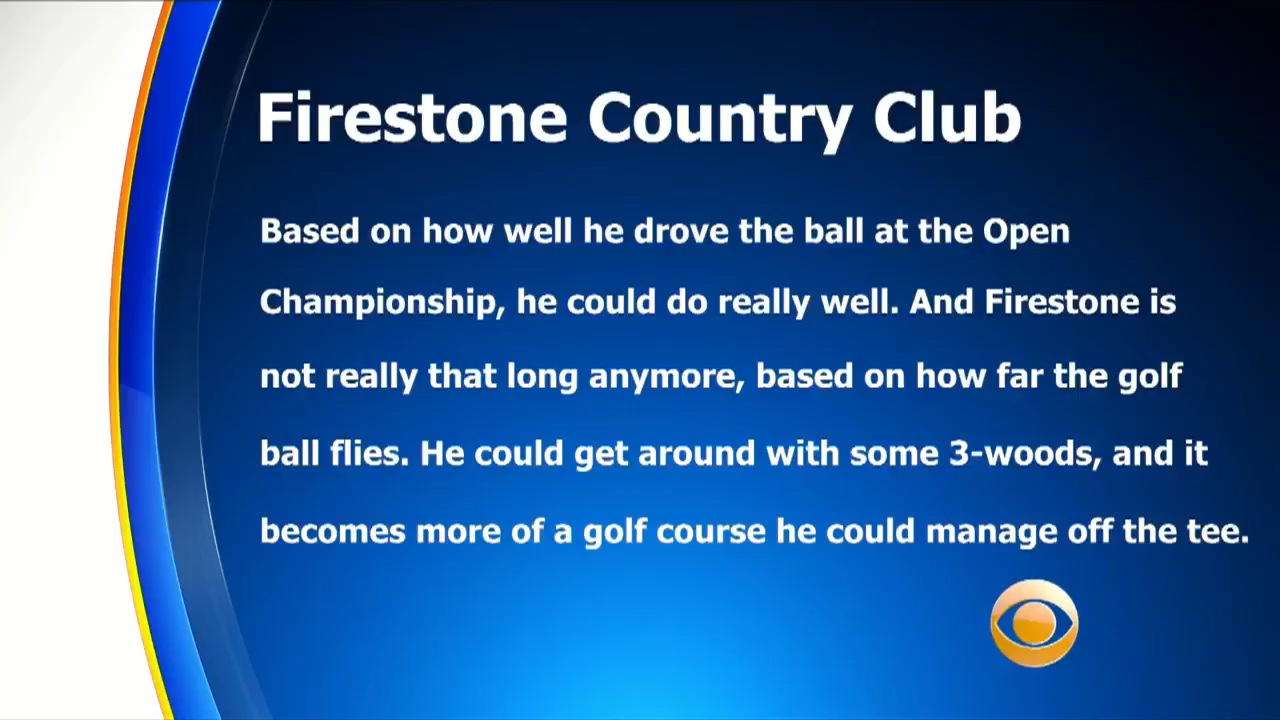 Firestone Country Club
Based on how well he drove the ball at the Open
Championship, he could do really well. And Firestone is
not really that long anymore, based on how far the golf
ball flies. He could get around with some 3-woods, and it
becomes more of a golf course he could manage off the tee.